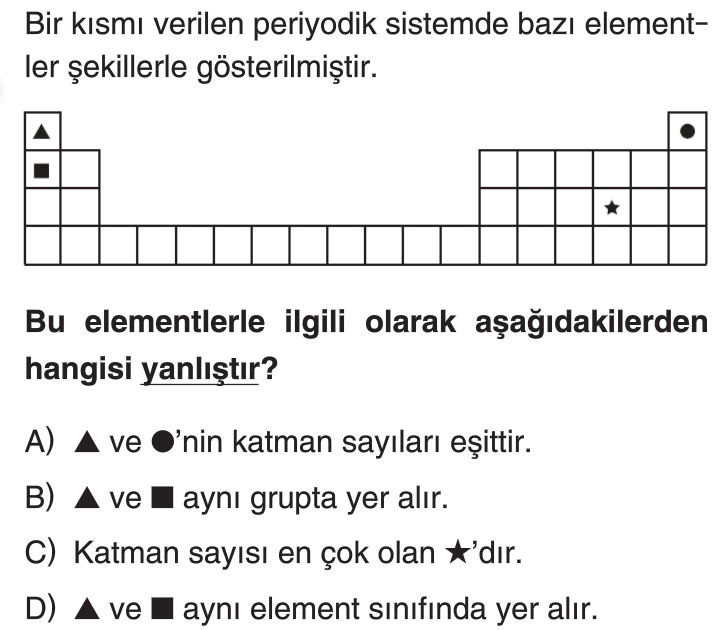 Bir kısmı verilen periyodik sistemde bazı element-
ler şekillerle gösterilmiştir.
▲
●
■
★
Bu elementlerle ilgili olarak aşağıdakilerden
hangisi yanlıştır?
A) ▲ ve ●’nin katman sayıları eşittir.
B) ▲ ve ■ aynı grupta yer alır.
C) Katman sayısı en çok olan ★’dır.
D) ▲ ve ■ aynı element sınıfında yer alır.